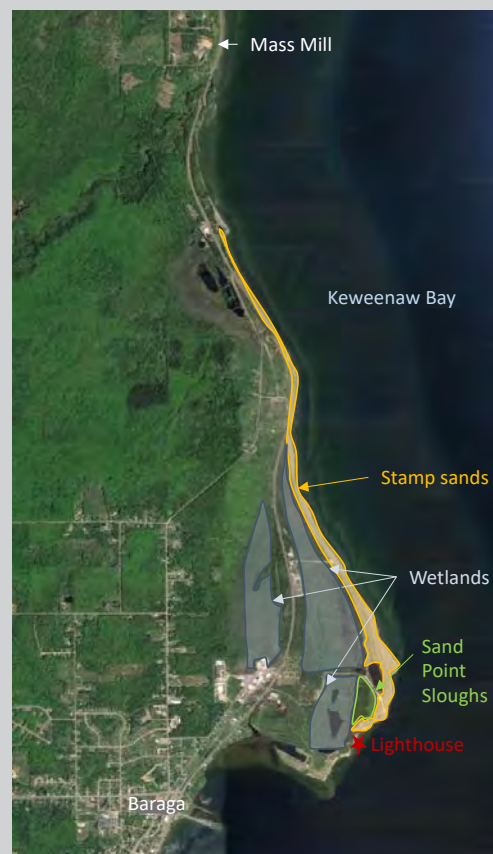 Mass Mill
Keweenaw Bay
Stamp sands
Wetlands
Sand
Point
Sloughs
Lighthouse
Baraga